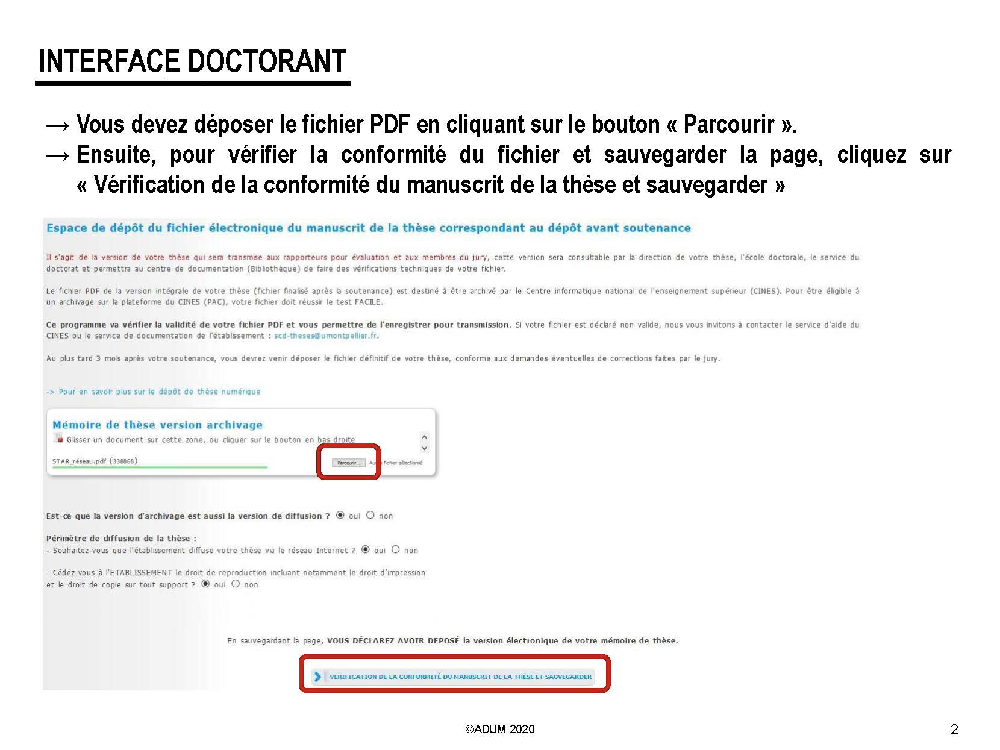 INTERFACE DOCTORANT
→ Vous devez déposer le fichier PDF en cliquant sur le bouton « Parcourir ».
→ Ensuite, pour vérifier la conformité du fichier et sauvegarder la page, cliquez sur
« Vérification de la conformité du manuscrit de la thèse et sauvegarder »
Espace de dépôt du fichier électronique du manuscrit de la thèse correspondant au dépôt avant soutenance
Il s'agit de la version de votre thèse qui sera transmise aux rapporteurs pour évaluation et aux membres du jury, cette version sera consultable par la direction de votre thèse, l'école doctorale, le service du
doctorat et permettra au centre de documentation (Bibliothèque) de faire des vérifications techniques de votre fichier.
Le fichier PDF de la version intégrale de votre thèse (fichier finalisé après la soutenance) est destiné à être archivé par le Centre informatique national de l'enseignement supérieur (CINES). Pour être éligible à
un archivage sur la plateforme du CINES (PAC), votre fichier doit réussir le test FACILE.
Ce programme va vérifier la validité de votre fichier PDF et vous permettre de l'enregistrer pour transmission. Si votre fichier est déclaré non valide, nous vous invitons à contacter le service d'aide du
CINES ou le service de documentation de l'établissement : scd-theses@umontpellier.fr.
Au plus tard 3 mois après votre soutenance, vous devrez venir déposer le fichier définitif de votre thèse, conforme aux demandes éventuelles de corrections faites par le jury.
-> Pour en savoir plus sur le dépôt de thèse numérique
Mémoire de thèse version archivage
Glisser un document sur cette zone, ou cliquer sur le bouton en bas droite
STAR_réseau.pdf (338868)
Parcourir... fichier sélectionné.
Est-ce que la version d'archivage est aussi la version de diffusion ? oui non
Périmètre de diffusion de la thèse :
- Souhaitez-vous que l'établissement diffuse votre thèse via le réseau Internet ? oui non
- Cédez-vous à l'ETABLISSEMENT le droit de reproduction incluant notamment le droit d'impression
et le droit de copie sur tout support ? oui non
En sauvegardant la page, VOUS DÉCLAREZ AVOIR DEPOSÉ la version électronique de votre mémoire de thèse.
VERIFICATION DE LA CONFORMITÉ DU MANUSCRIT DE LA THÈSE ET SAUVEGARDER
©ADUM 2020
2